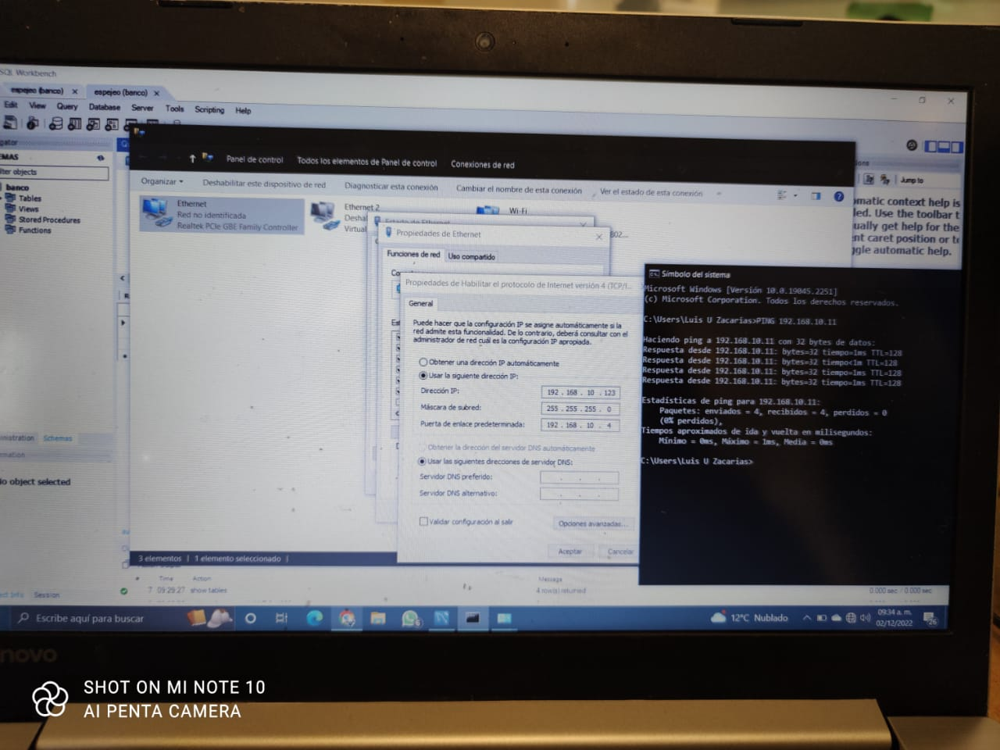 SQL Workbench
espejeo (banco) × espejeo (banco) ×
Edit View Query Database Server Tools Scripting Help
banco
Tables
Views
Stored Procedures
Functions
Schemas
Session
Panel de control Todos los elementos de Panel de control Conexiones de red
Organizar Deshabilitar este dispositivo de red Diagnosticar esta conexión Cambiar el nombre de esta conexión Ver el estado de esta conexión
Ethernet
Red no identificada
Realtek PCIe GBE Family Controller
Ethernet 2
Wi-Fi
802...
Estado de Ethernet
Propiedades de Ethernet
Funciones de red Uso compartido
Propiedades de Habilitar el protocolo de Internet versión 4 (TCP/I...
General
Puede hacer que la configuración IP se asigne automáticamente si la
red admite esta funcionalidad. De lo contrario, deberá consultar con el
administrador de red cuál es la configuración IP apropiada.
Obtener una dirección IP automáticamente
Usar la siguiente dirección IP:
Dirección IP: 192 . 168 . 10 . 123
Máscara de subred: 255 . 255 . 255 . 0
Puerta de enlace predeterminada: 192 . 168 . 10 . 4
Obtener la dirección del servidor DNS automáticamente
Usar las siguientes direcciones de servidor DNS:
Servidor DNS preferido:
Servidor DNS alternativo:
Validar configuración al salir
Opciones avanzadas...
Aceptar Cancelar
3 elementos 1 elemento seleccionado
Símbolo del sistema
Microsoft Windows [Versión 10.0.19045.2251]
(c) Microsoft Corporation. Todos los derechos reservados.
C:\Users\Luis U Zacarias>PING 192.168.10.11
Haciendo ping a 192.168.10.11 con 32 bytes de datos:
Respuesta desde 192.168.10.11: bytes=32 tiempo=1ms TTL=128
Respuesta desde 192.168.10.11: bytes=32 tiempo<1m TTL=128
Respuesta desde 192.168.10.11: bytes=32 tiempo=1ms TTL=128
Respuesta desde 192.168.10.11: bytes=32 tiempo=1ms TTL=128
Estadísticas de ping para 192.168.10.11:
Paquetes: enviados = 4, recibidos = 4, perdidos = 0
(0% perdidos),
Tiempos aproximados de ida y vuelta en milisegundos:
Mínimo = 0ms, Máximo = 1ms, Media = 0ms
C:\Users\Luis U Zacarias>
Jump to
help is
Use the toolbar
get help for the
caret position or
automatic help.
Time Action Message
7 09:29:27 show tables 4 row(s) returned 0.000 sec / 0.000 sec
object selected
Escribe aquí para buscar
12°C Nublado
09:34 a. m.
02/12/2022
26
SHOT ON MI NOTE 10
AI PENTA CAMERA